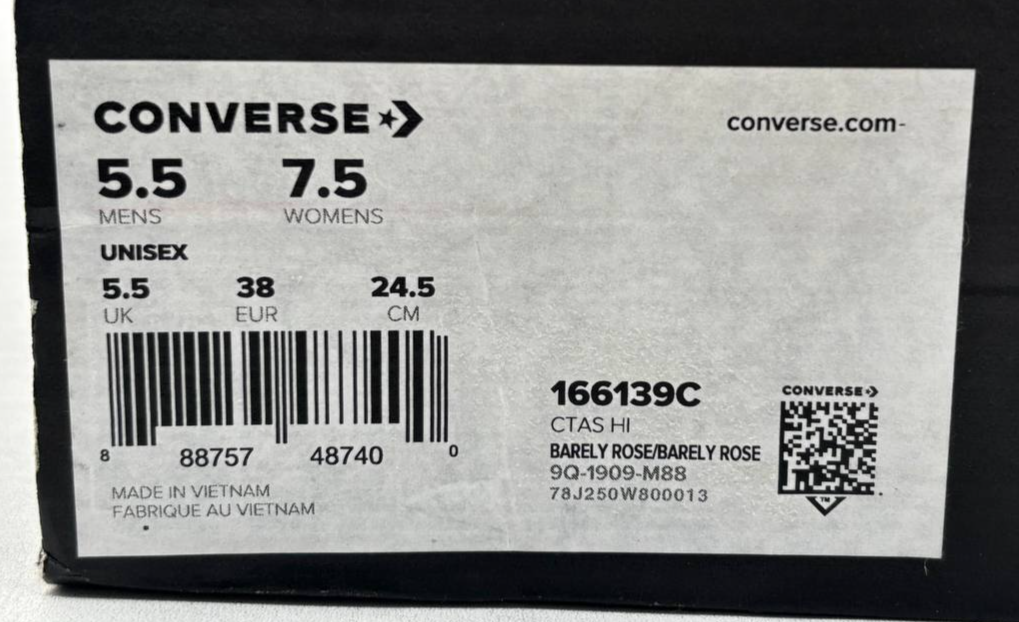 CONVERSE
converse.com-
5.5 7.5
MENS WOMENS
UNISEX
5.5 38 24.5
UK EUR CM
8 88757 48740 0
MADE IN VIETNAM
FABRIQUE AU VIETNAM
166139C
CTAS HI
BARELY ROSE/BARELY ROSE
9Q-1909-M88
78J250W800013
CONVERSE
TM